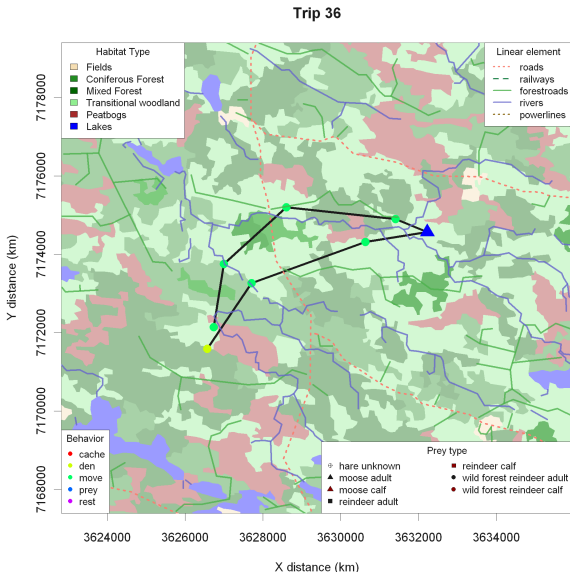 Trip 36
Habitat Type
Fields
Coniferous Forest
Mixed Forest
Transitional woodland
Peatbogs
Lakes
Linear element
roads
railways
forestroads
rivers
powerlines
Y distance (km)
7178000
7176000
7174000
7172000
7170000
7168000
Behavior
cache
den
move
prey
rest
Prey type
hare unknown
moose adult
moose calf
reindeer adult
reindeer calf
wild forest reindeer adult
wild forest reindeer calf
3624000 3626000 3628000 3630000 3632000 3634000
X distance (km)